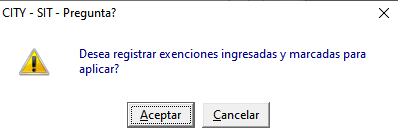 CITY - SIT - Pregunta?
Desea registrar exenciones ingresadas y marcadas para
aplicar?
Aceptar Cancelar